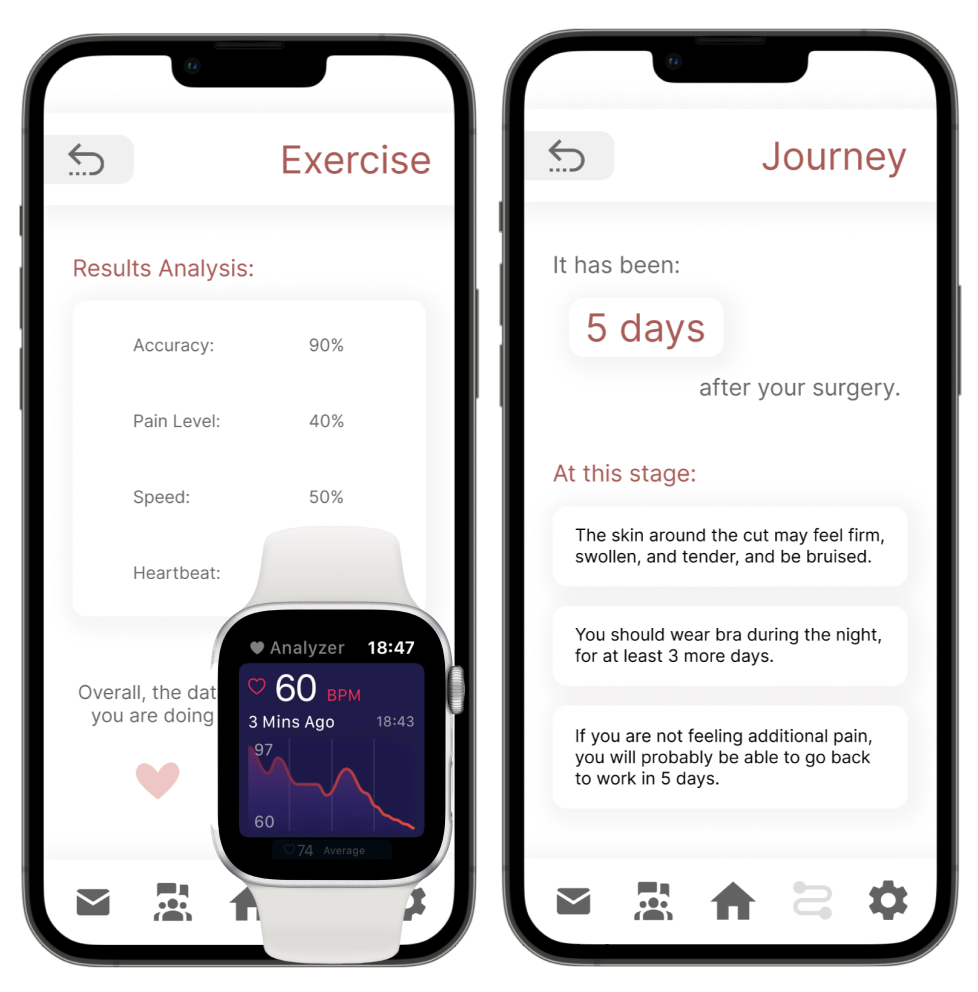 Exercise
Results Analysis:
Accuracy: 90%
Pain Level: 40%
Speed: 50%
Heartbeat:
Overall, the dat
you are doing
Analyzer 18:47
60 BPM
3 Mins Ago 18:43
97
60
74 Average
Journey
It has been:
5 days
after your surgery.
At this stage:
The skin around the cut may feel firm,
swollen, and tender, and be bruised.
You should wear bra during the night,
for at least 3 more days.
If you are not feeling additional pain,
you will probably be able to go back
to work in 5 days.